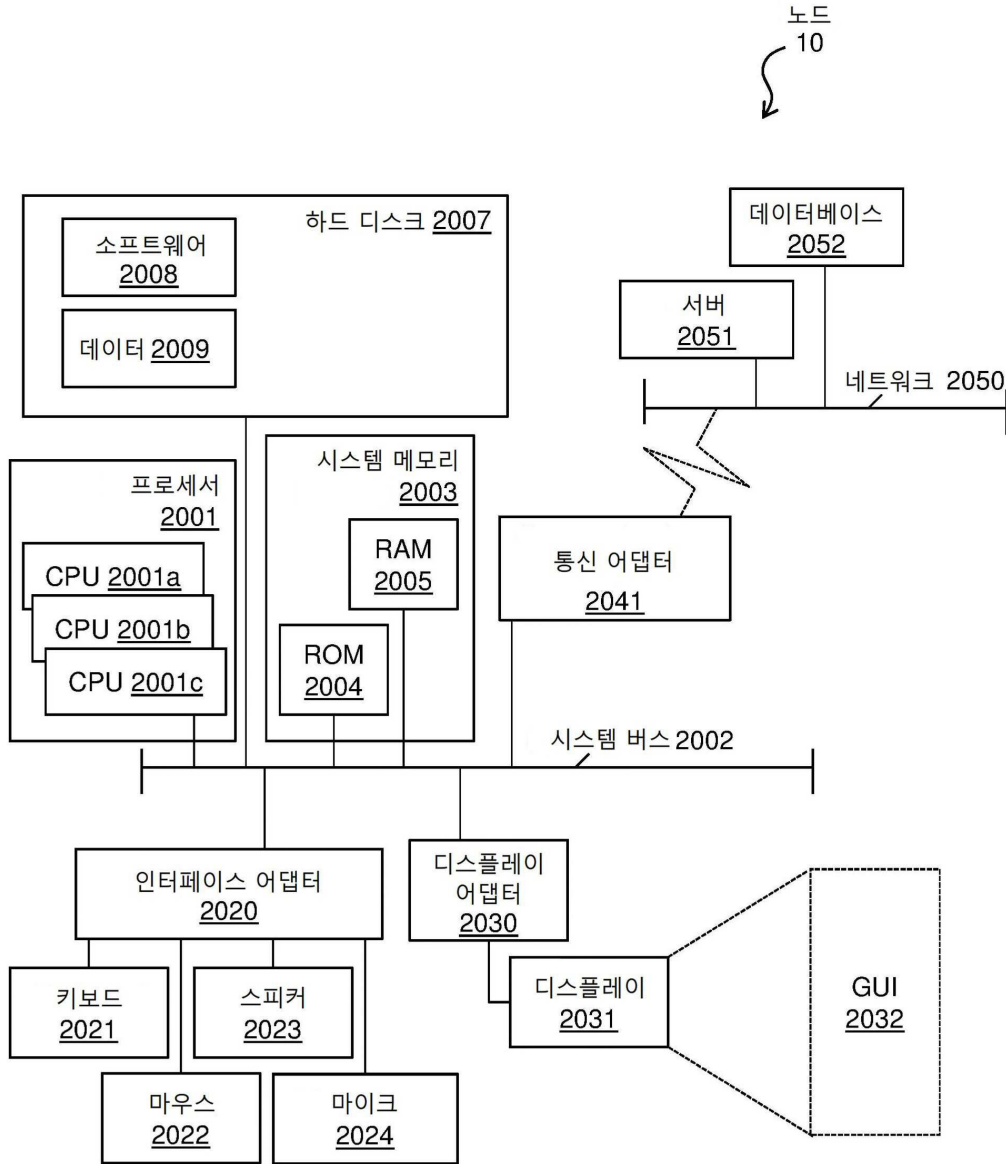 노드
10
하드 디스크 2007
소프트웨어
2008
데이터 2009
데이터베이스
2052
서버
2051
네트워크 2050
프로세서
2001
CPU 2001a
CPU 2001b
CPU 2001c
시스템 메모리
2003
RAM
2005
ROM
2004
통신 어댑터
2041
시스템 버스 2002
인터페이스 어댑터
2020
디스플레이
어댑터
2030
키보드
2021
스피커
2023
마우스
2022
마이크
2024
디스플레이
2031
GUI
2032